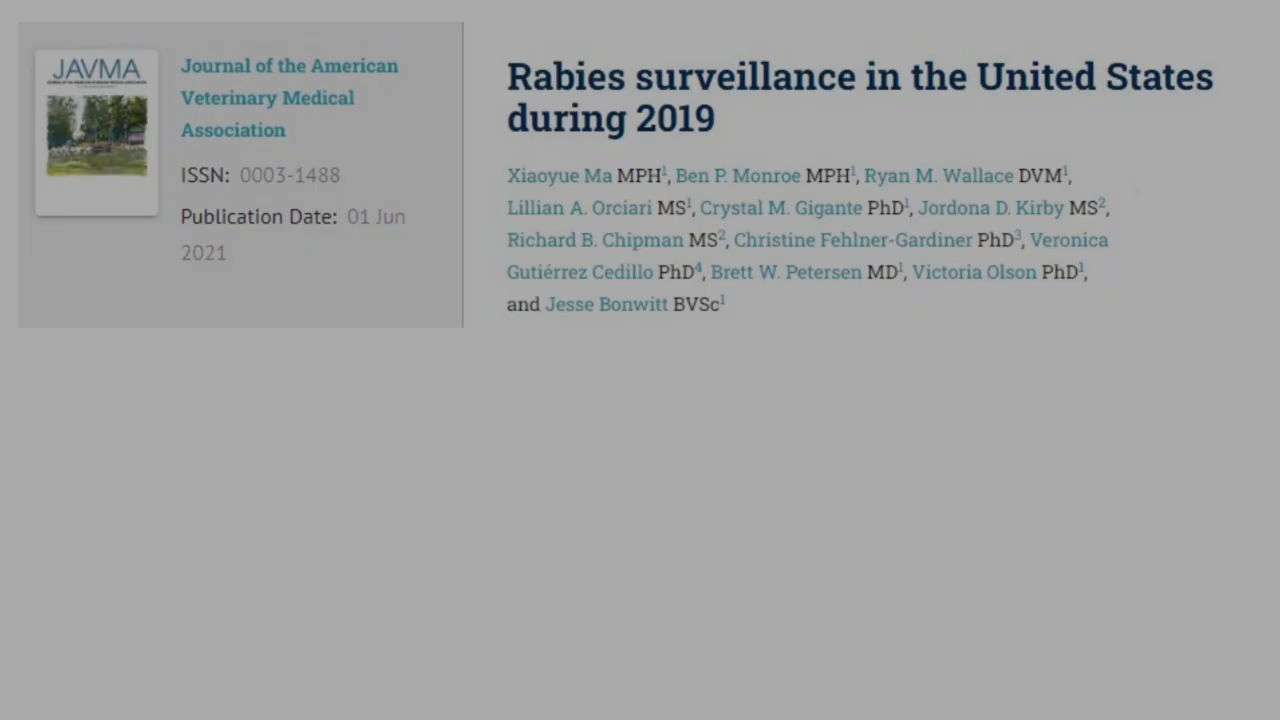 JAVMA
Journal of the American
Veterinary Medical
Association
ISSN: 0003-1488
Publication Date: 01 Jun
2021
Rabies surveillance in the United States
during 2019
Xiaoyue Ma MPH¹, Ben P. Monroe MPH¹, Ryan M. Wallace DVM¹,
Lillian A. Orciari MS¹, Crystal M. Gigante PhD¹, Jordona D. Kirby MS²,
Richard B. Chipman MS², Christine Fehlner-Gardiner PhD³, Veronica
Gutiérrez Cedillo PhD⁴, Brett W. Petersen MD¹, Victoria Olson PhD¹,
and Jesse Bonwitt BVSc¹